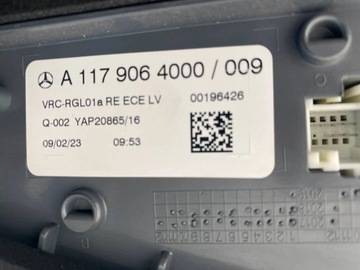 A 117 906 4000 / 009
VRC-RGL01a RE ECE LV 00196426
Q-002 YAP20865/16
09/02/23 09:53